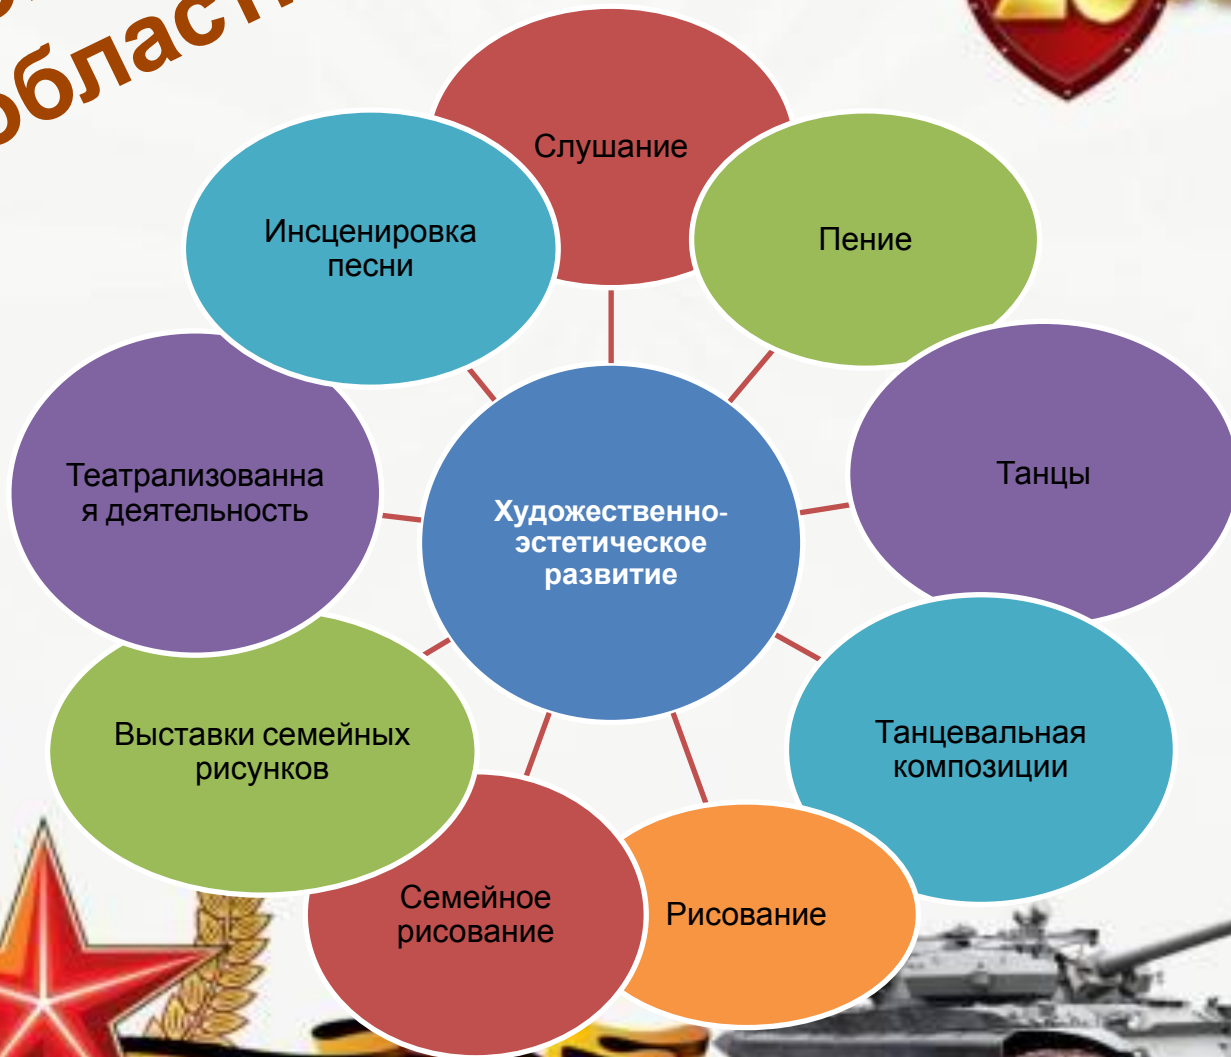 области
Слушание
Пение
Инсценировка
песни
Танцы
Театрализованна
я деятельность
Художественно-
эстетическое
развитие
Танцевальная
композиции
Выставки семейных
рисунков
Семейное
рисование
Рисование